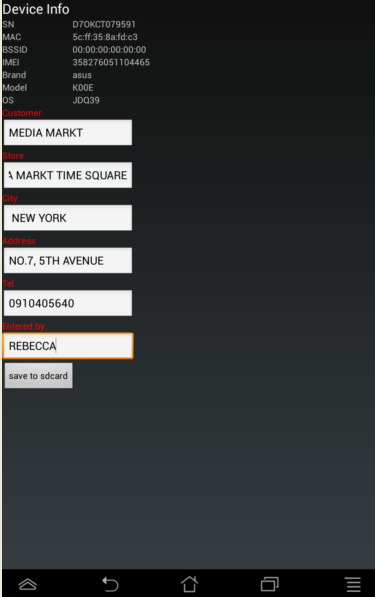 Device Info
SN D7OKCT079591
MAC 5c:ff:35:8a:fd:c3
BSSID 00:00:00:00:00:00
IMEI 358276051104465
Brand asus
Model K00E
OS JDQ39
Customer
MEDIA MARKT
Store
A MARKT TIME SQUARE
City
NEW YORK
Address
NO.7, 5TH AVENUE
Tel
0910405640
Entered by
REBECCA
save to sdcard